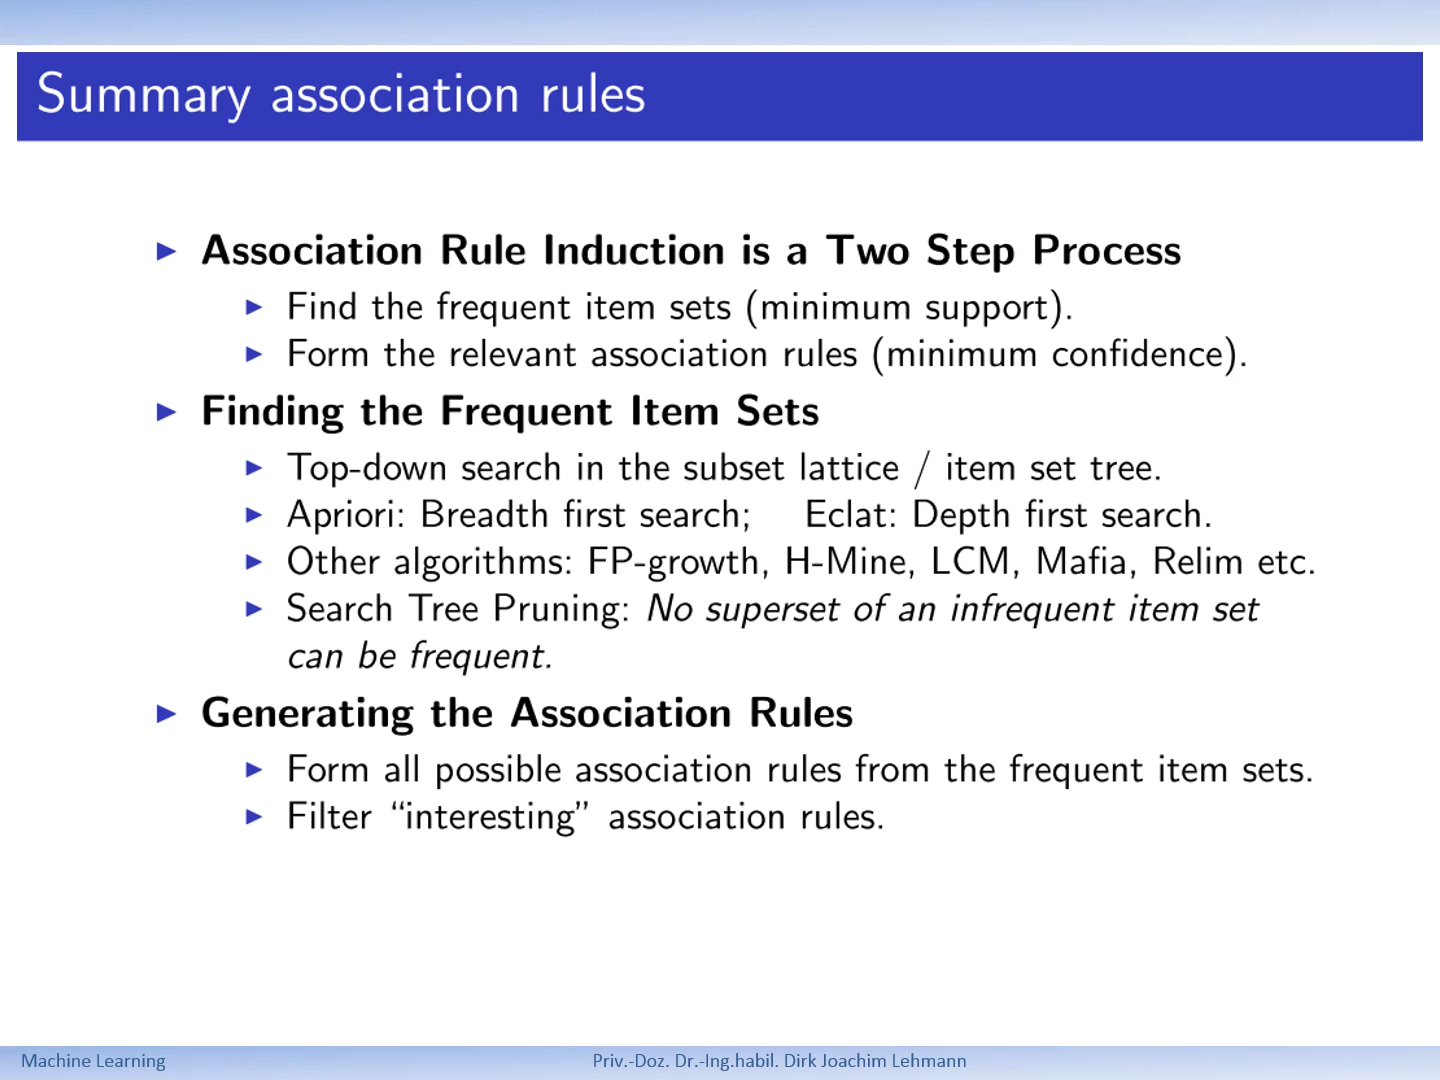 Summary association rules
Association Rule Induction is a Two Step Process
Find the frequent item sets (minimum support).
Form the relevant association rules (minimum confidence).
Finding the Frequent Item Sets
Top-down search in the subset lattice / item set tree.
Apriori: Breadth first search; Eclat: Depth first search.
Other algorithms: FP-growth, H-Mine, LCM, Mafia, Relim etc.
Search Tree Pruning: No superset of an infrequent item set
can be frequent.
Generating the Association Rules
Form all possible association rules from the frequent item sets.
Filter “interesting” association rules.
Machine Learning
Priv.-Doz. Dr.-Ing.habil. Dirk Joachim Lehmann